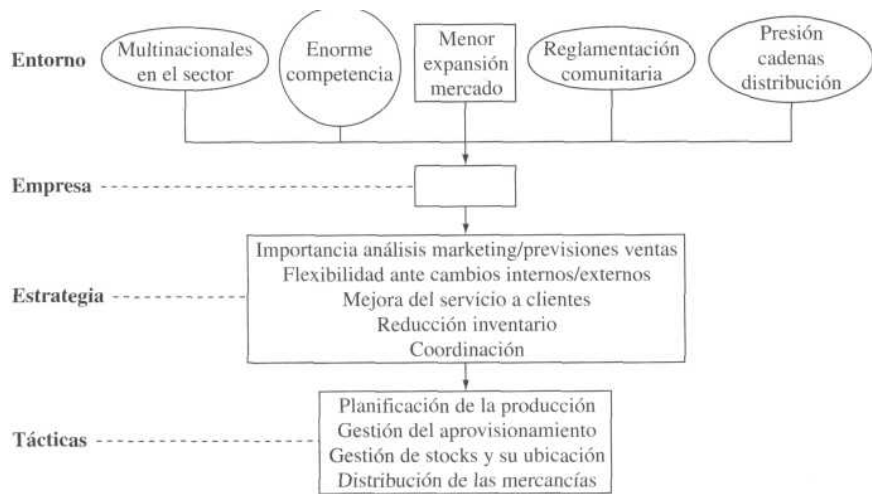 Entorno
Multinacionales
en el sector
Enorme
competencia
Menor
expansión
mercado
Reglamentación
comunitaria
Presión
cadenas
distribución
Empresa
Estrategia
Importancia análisis marketing/previsiones ventas
Flexibilidad ante cambios internos/externos
Mejora del servicio a clientes
Reducción inventario
Coordinación
Tácticas
Planificación de la producción
Gestión del aprovisionamiento
Gestión de stocks y su ubicación
Distribución de las mercancías